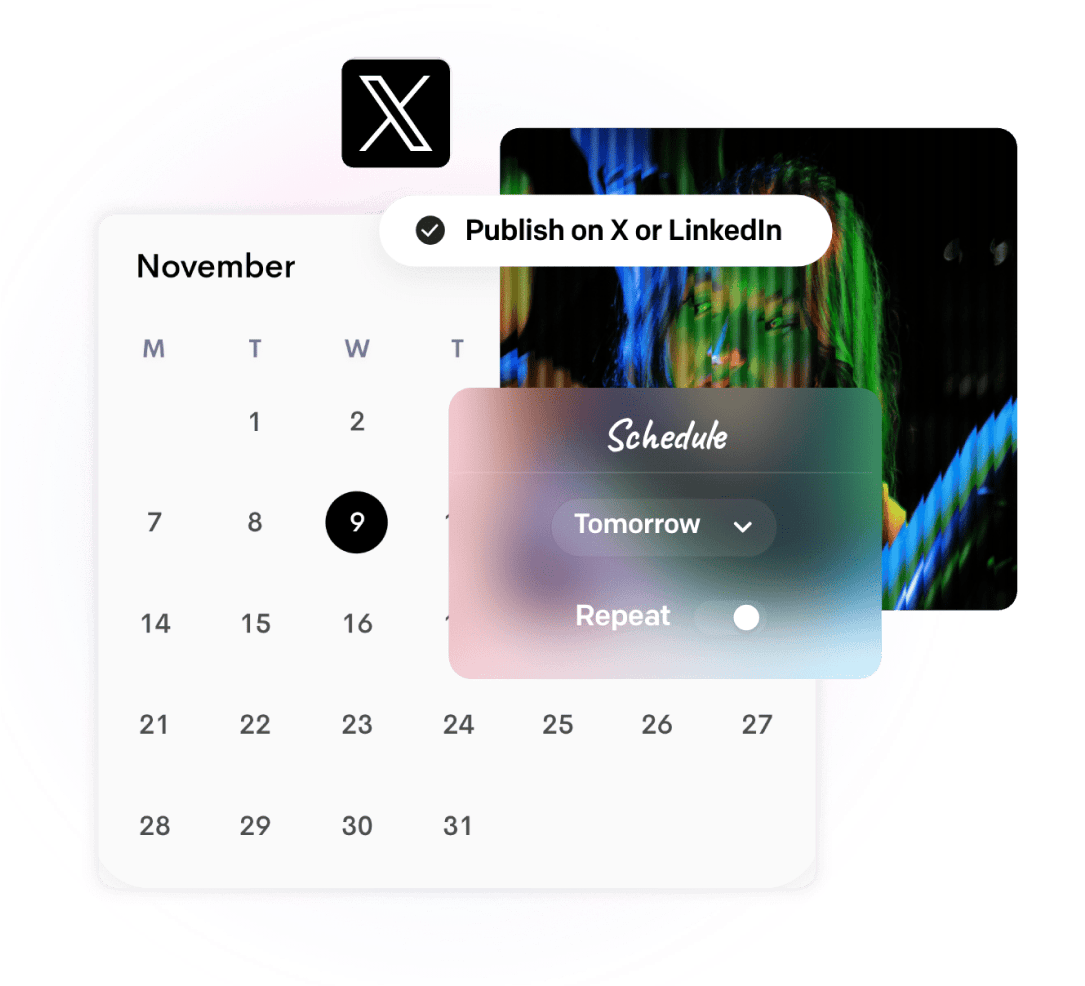 Publish on X or LinkedIn
November
M T W T
1 2
7 8 9
14 15 16
21 22 23 24 25 26 27
28 29 30 31
Schedule
Tomorrow
Repeat